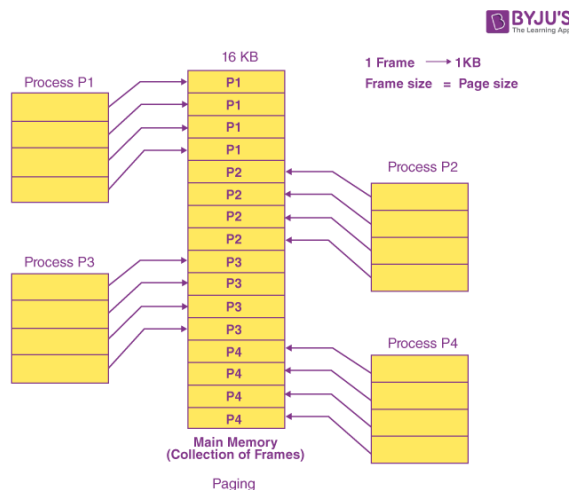 BYJU'S
The Learning App
16 KB
1 Frame → 1KB
Frame size = Page size
Process P1
P1
P1
P1
P1
P2
P2
P2
P2
P3
P3
P3
P3
P4
P4
P4
P4
Process P2
Process P3
Process P4
Main Memory
(Collection of Frames)
Paging